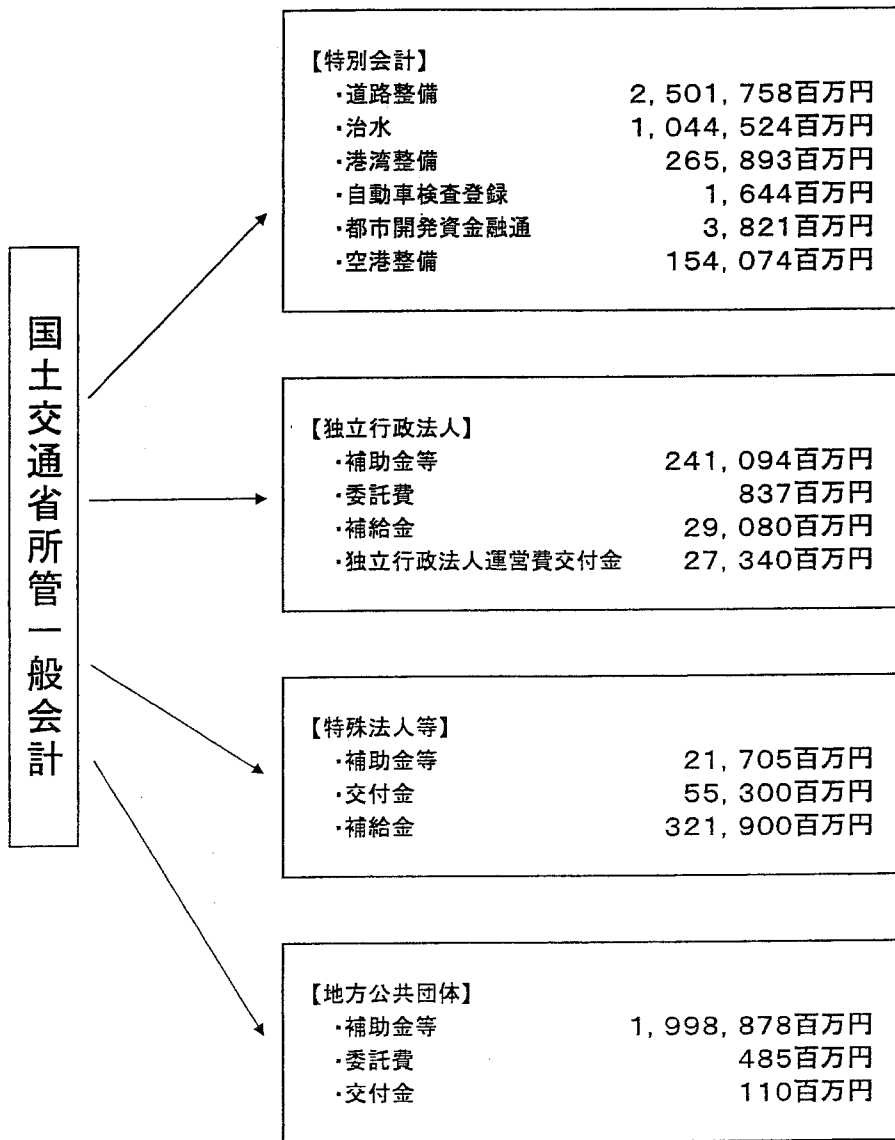 国土交通省所管一般会計
【特別会計】
・道路整備 2,501,758百万円
・治水 1,044,524百万円
・港湾整備 265,893百万円
・自動車検査登録 1,644百万円
・都市開発資金融通 3,821百万円
・空港整備 154,074百万円
【独立行政法人】
・補助金等 241,094百万円
・委託費 837百万円
・補給金 29,080百万円
・独立行政法人運営費交付金 27,340百万円
【特殊法人等】
・補助金等 21,705百万円
・交付金 55,300百万円
・補給金 321,900百万円
【地方公共団体】
・補助金等 1,998,878百万円
・委託費 485百万円
・交付金 110百万円